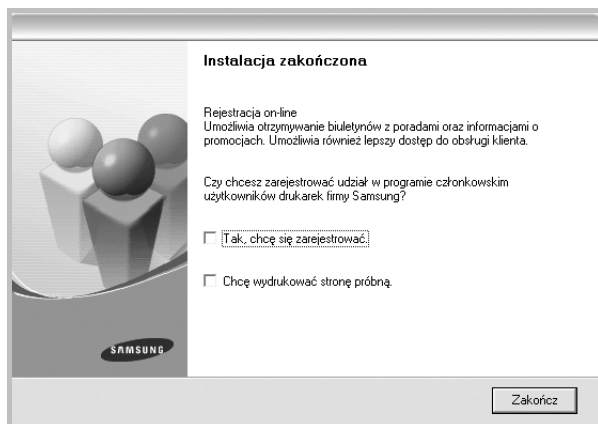 Instalacja zakończona
Rejestracja on-line
Umożliwia otrzymywanie biuletynów z poradami oraz informacjami o
promocjach. Umożliwia również lepszy dostęp do obsługi klienta.
Czy chcesz zarejestrować udział w programie członkowskim
użytkowników drukarek firmy Samsung?
Tak, chcę się zarejestrować.
Chcę wydrukować stronę próbną.
SAMSUNG
Zakończ